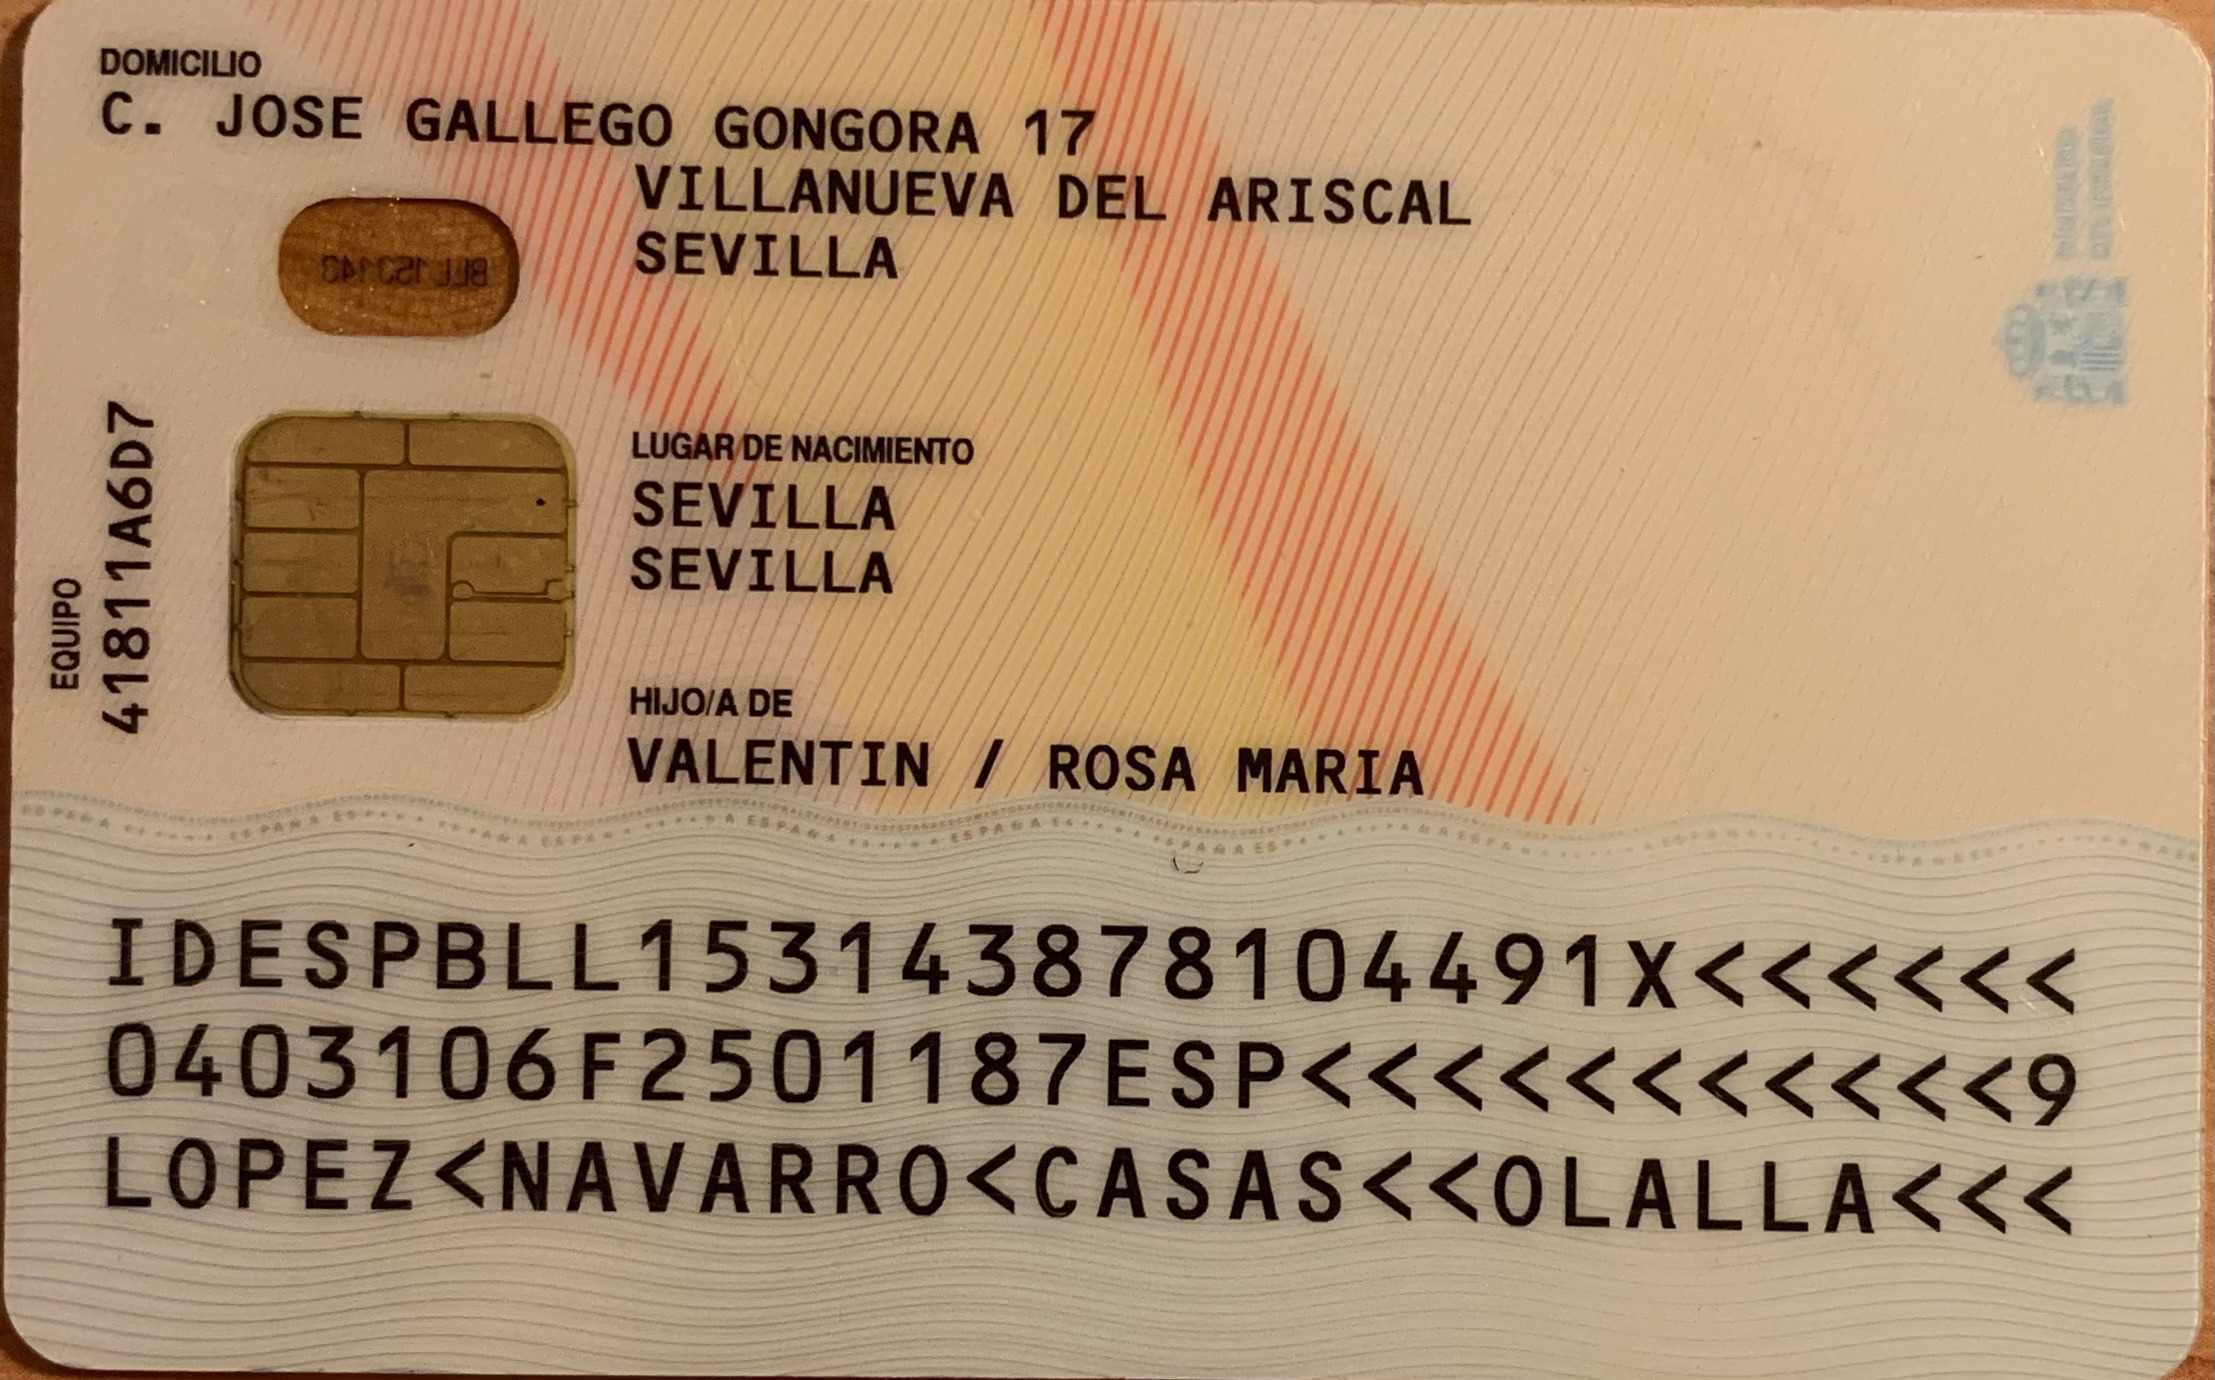 DOMICILIO
C. JOSE GALLEGO GONGORA 17
VILLANUEVA DEL ARISCAL
SEVILLA
BLL153143
LUGAR DE NACIMIENTO
SEVILLA
SEVILLA
EQUIPO
41811A6D7
HIJO/A DE
VALENTIN / ROSA MARIA
IDESPBLL153143878104491X<<<<<<
0403106F2501187ESP<<<<<<<<<<<9
LOPEZ<NAVARRO<CASAS<<OLALLA<<<